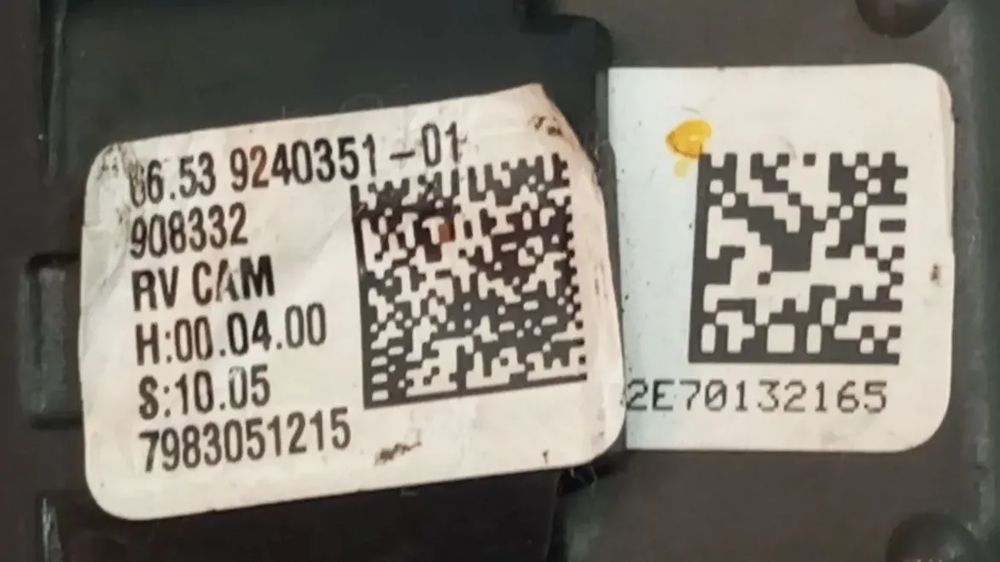 66.53 9240351-01
908332
RV CAM
H:00.04.00
S:10.05
7983051215
2E70132165